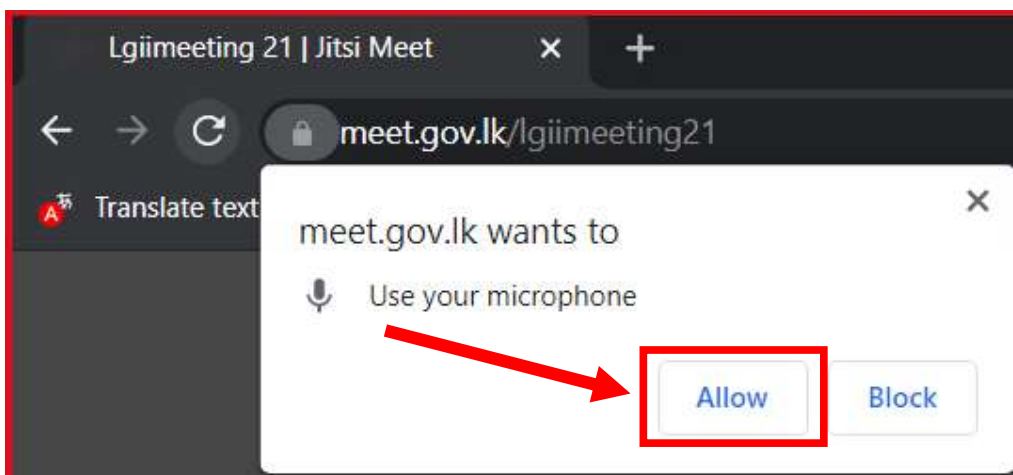 Lgiimeeting 21 | Jitsi Meet
meet.gov.lk/lgiimeeting21
Translate text
meet.gov.lk wants to
Use your microphone
Allow
Block